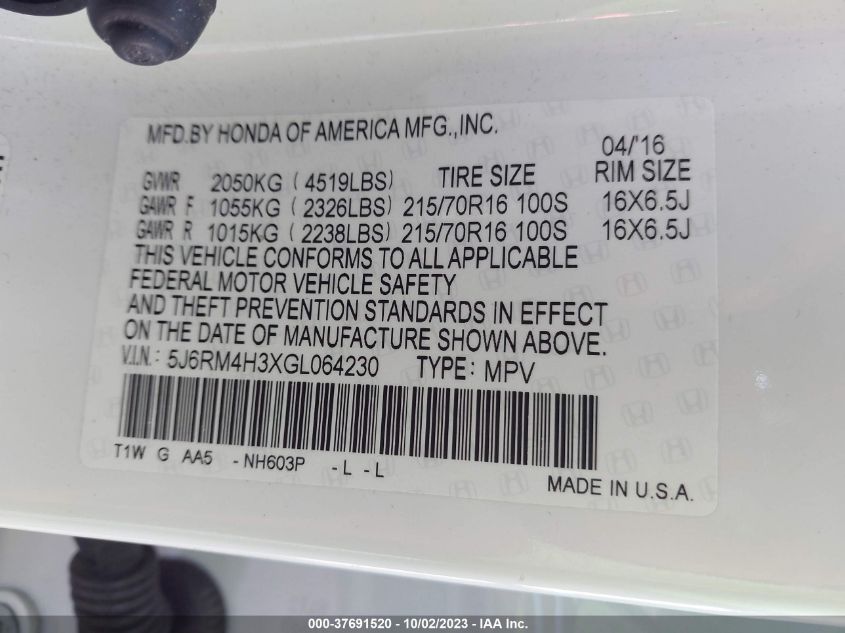 MFD.BY HONDA OF AMERICA MFG.,INC.
04/'16
GVWR 2050KG ( 4519LBS) TIRE SIZE RIM SIZE
GAWR F 1055KG ( 2326LBS) 215/70R16 100S 16X6.5J
GAWR R 1015KG ( 2238LBS) 215/70R16 100S 16X6.5J
THIS VEHICLE CONFORMS TO ALL APPLICABLE
FEDERAL MOTOR VEHICLE SAFETY
AND THEFT PREVENTION STANDARDS IN EFFECT
ON THE DATE OF MANUFACTURE SHOWN ABOVE.
V.I.N.: 5J6RM4H3XGL064230 TYPE: MPV
T1W G AA5 - NH603P - L - L
MADE IN U.S.A.
000-37691520 - 10/02/2023 - IAA Inc.